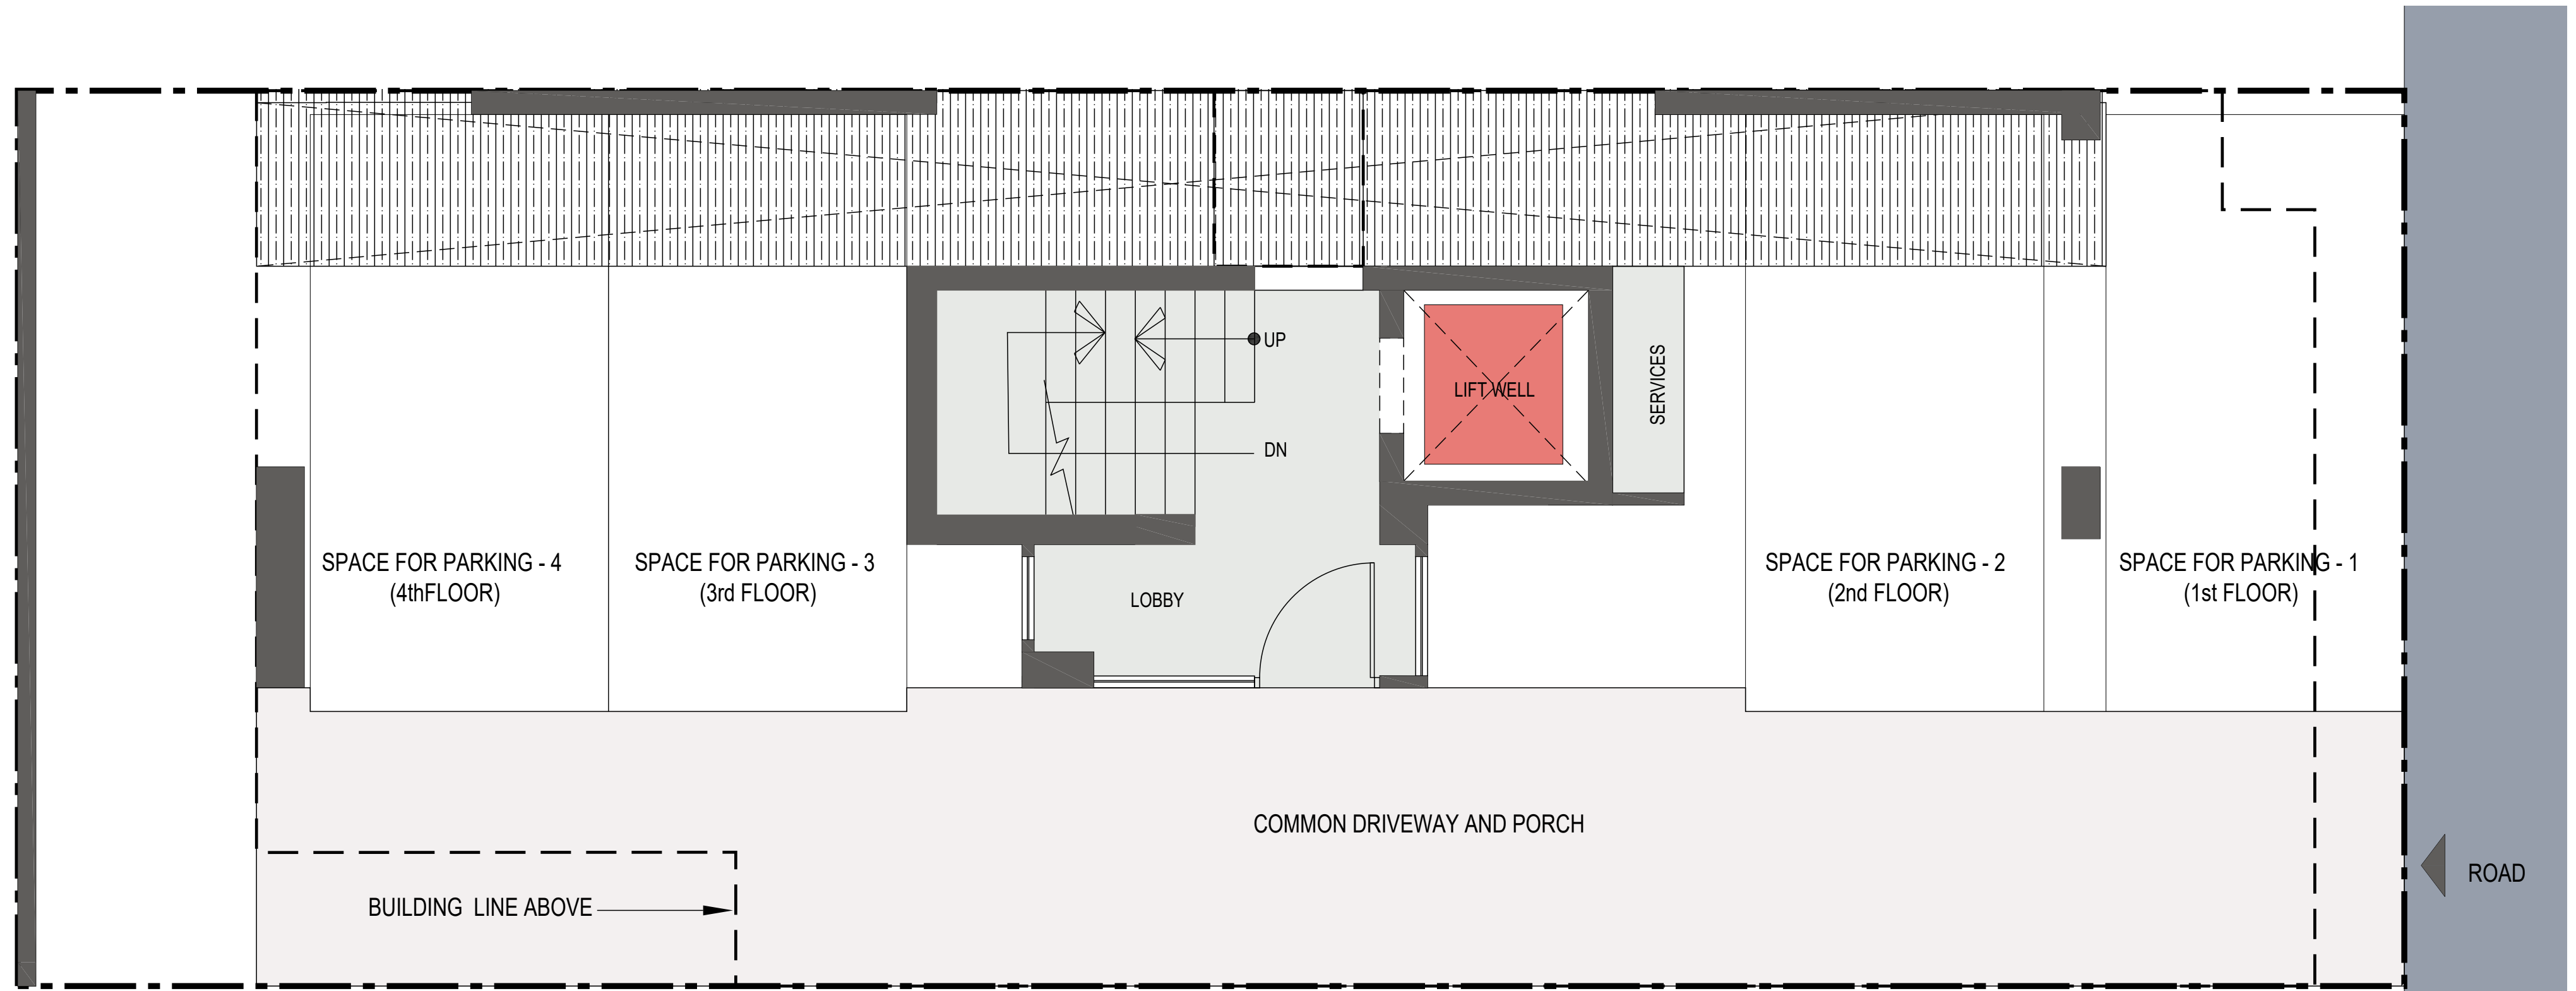 UP
LIFT WELL
SERVICES
DN
SPACE FOR PARKING - 4
(4thFLOOR)
SPACE FOR PARKING - 3
(3rd FLOOR)
LOBBY
SPACE FOR PARKING - 2
(2nd FLOOR)
SPACE FOR PARKING - 1
(1st FLOOR)
COMMON DRIVEWAY AND PORCH
ROAD
BUILDING LINE ABOVE